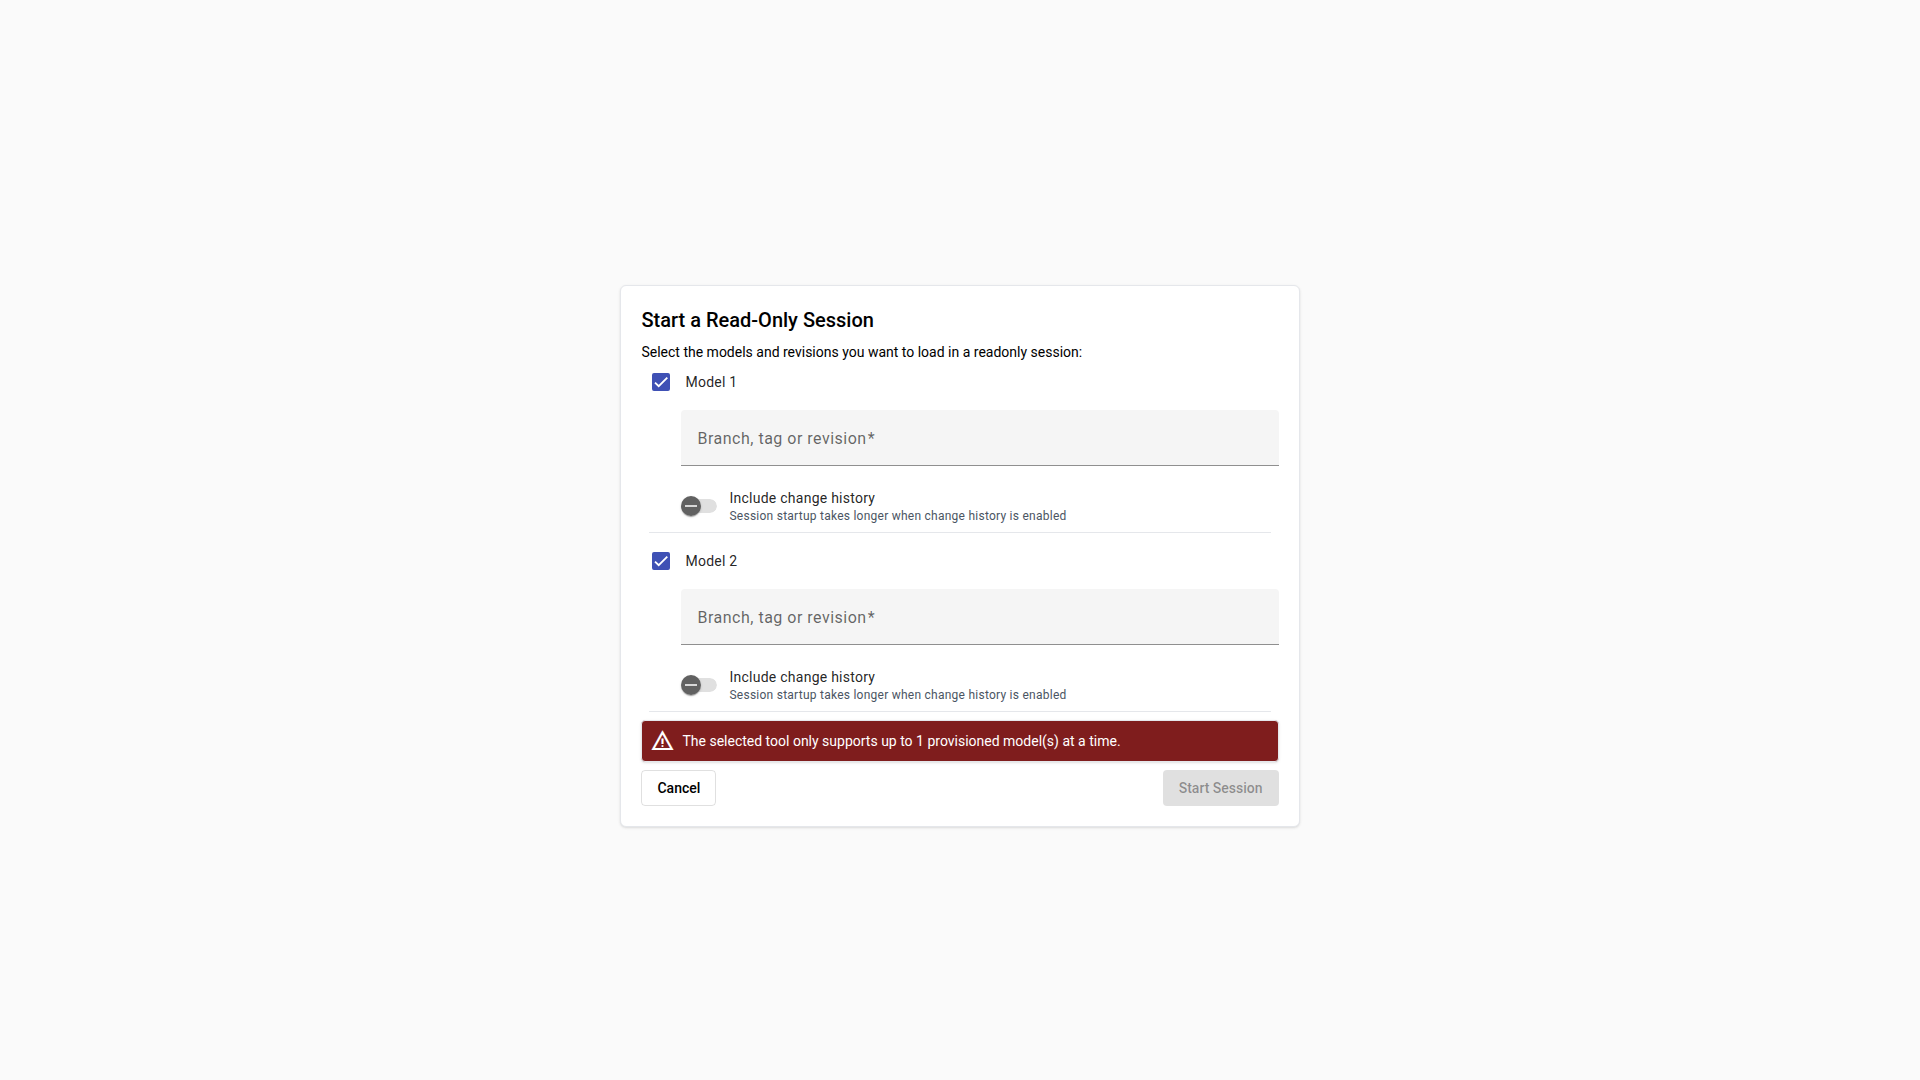 Start a Read-Only Session
Select the models and revisions you want to load in a readonly session:
Model 1
Branch, tag or revision*
Include change history
Session startup takes longer when change history is enabled
Model 2
Branch, tag or revision*
Include change history
Session startup takes longer when change history is enabled
The selected tool only supports up to 1 provisioned model(s) at a time.
Cancel
Start Session